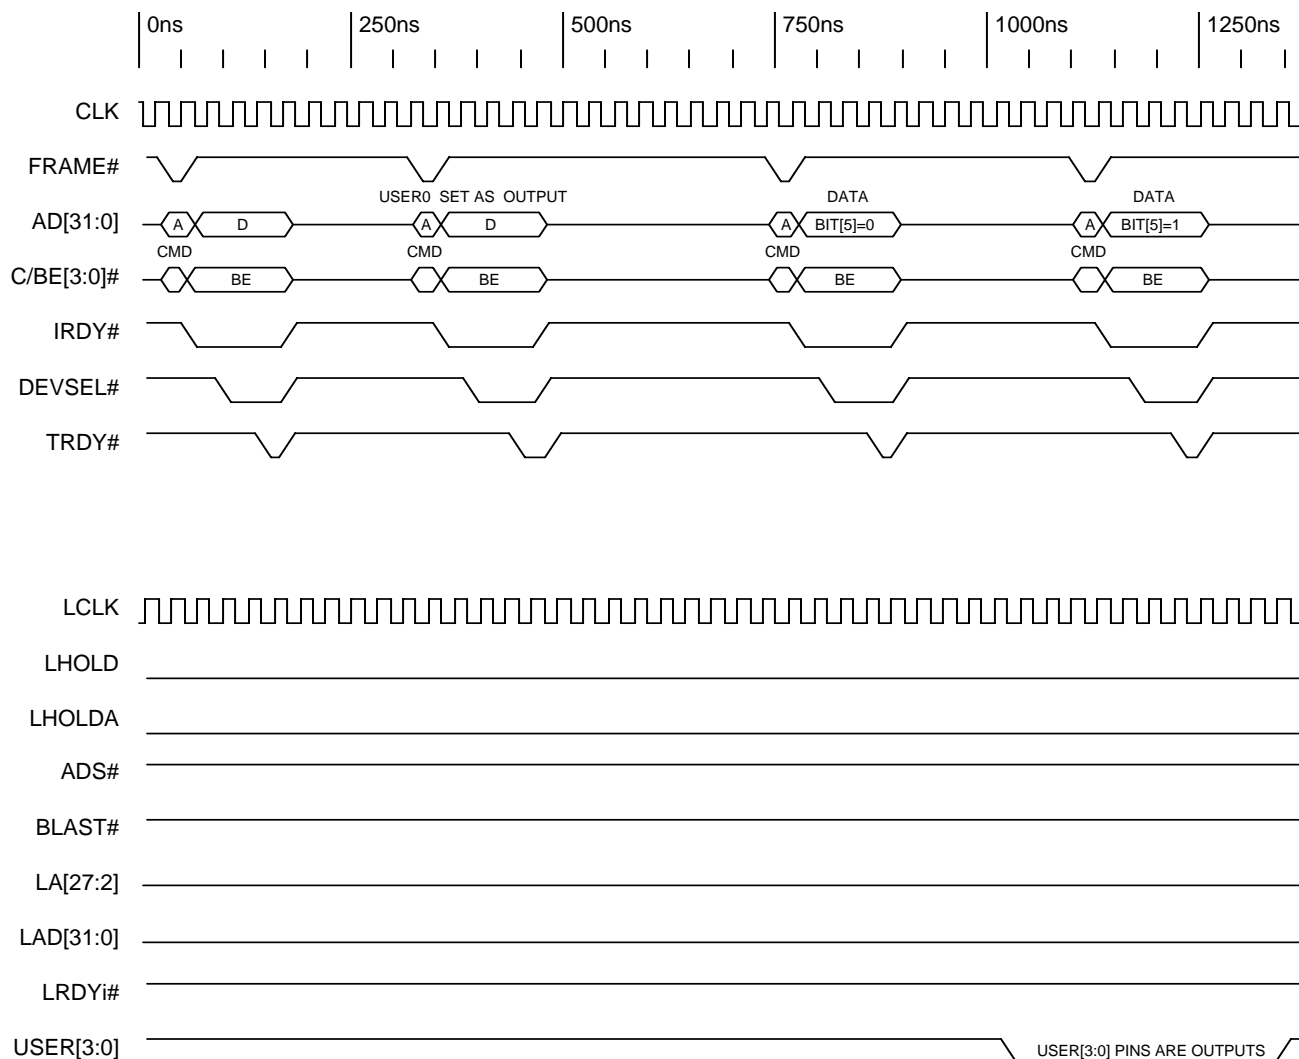 0ns 250ns 500ns 750ns 1000ns 1250ns
CLK
FRAME#
USER0 SET AS OUTPUT DATA DATA
AD[31:0] A D A D A BIT[5]=0 A BIT[5]=1
CMD CMD CMD CMD
C/BE[3:0]# BE BE BE BE
IRDY#
DEVSEL#
TRDY#
LCLK
LHOLD
LHOLDA
ADS#
BLAST#
LA[27:2]
LAD[31:0]
LRDYi#
USER[3:0] USER[3:0] PINS ARE OUTPUTS